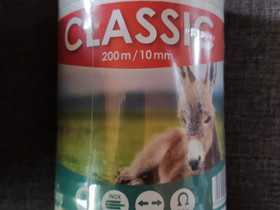 CLASSIC
200 m / 10 mm
INOX
Ω